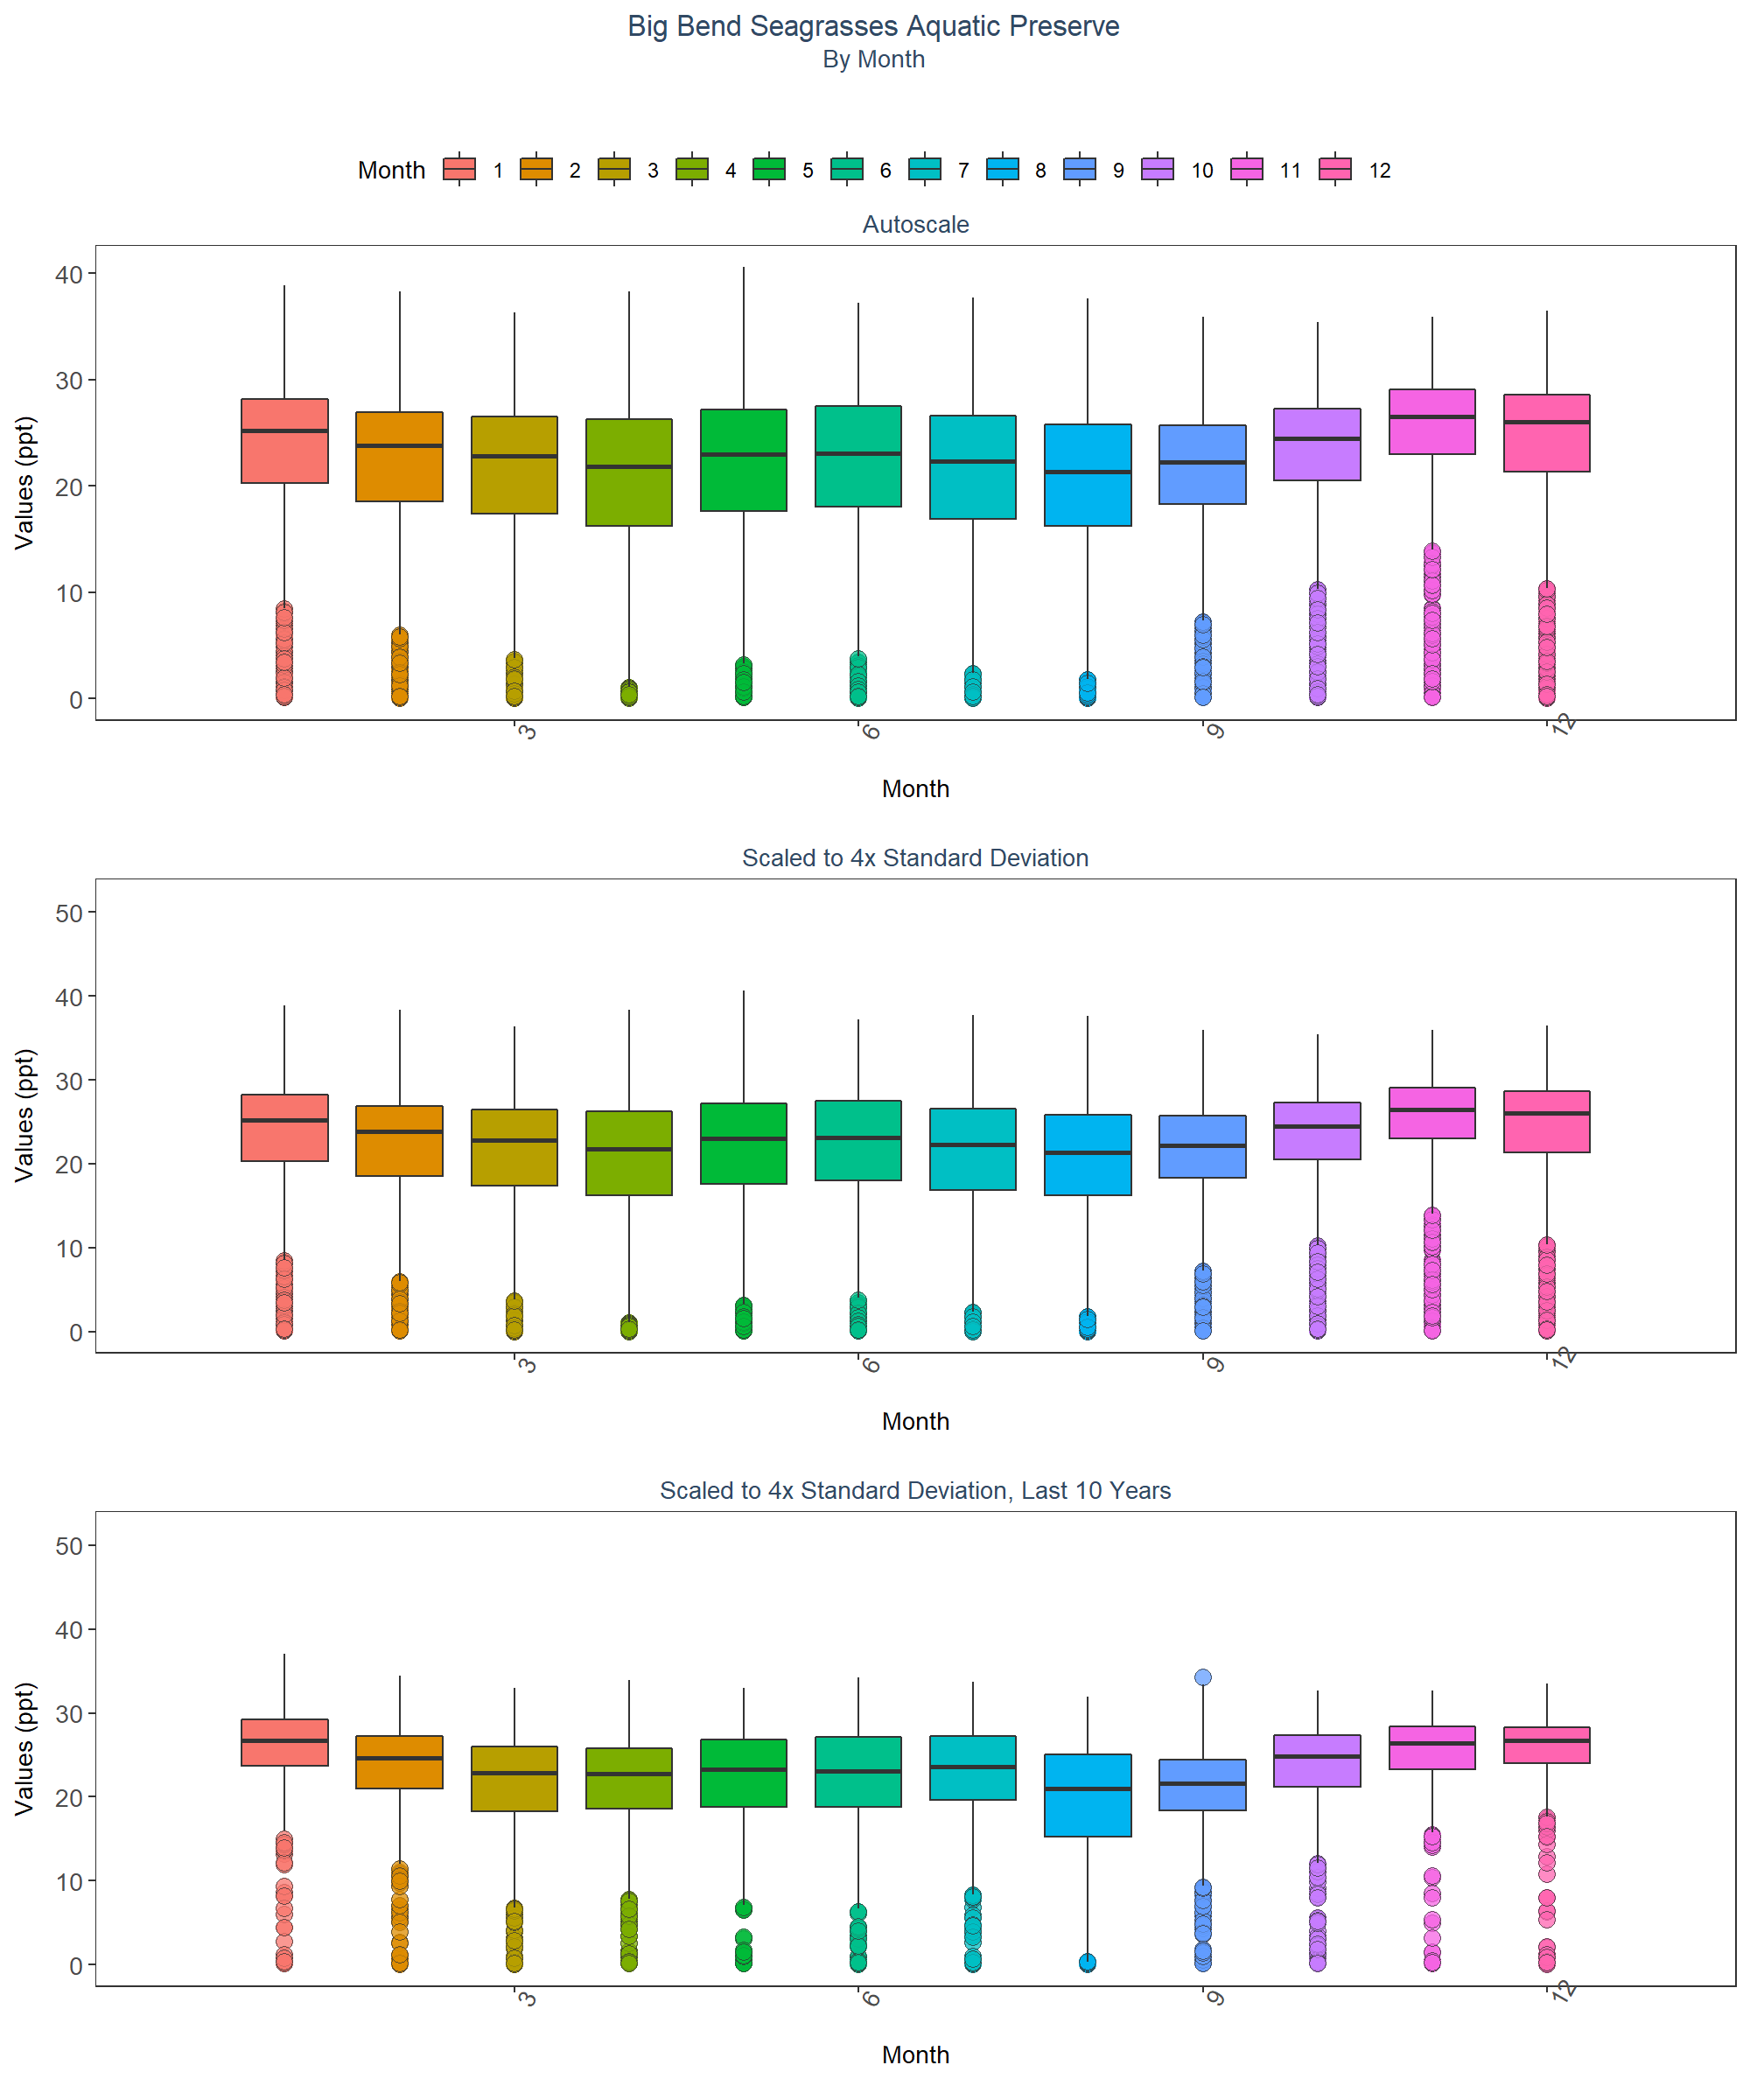 Big Bend Seagrasses Aquatic Preserve
By Month
Month 1 2 3 4 5 6 7 8 9 10 11 12
Autoscale
Values (ppt)
40
30
20
10
0
3 6 9 12
Month
Scaled to 4x Standard Deviation
Values (ppt)
50
40
30
20
10
0
3 6 9 12
Month
Scaled to 4x Standard Deviation, Last 10 Years
Values (ppt)
50
40
30
20
10
0
3 6 9 12
Month